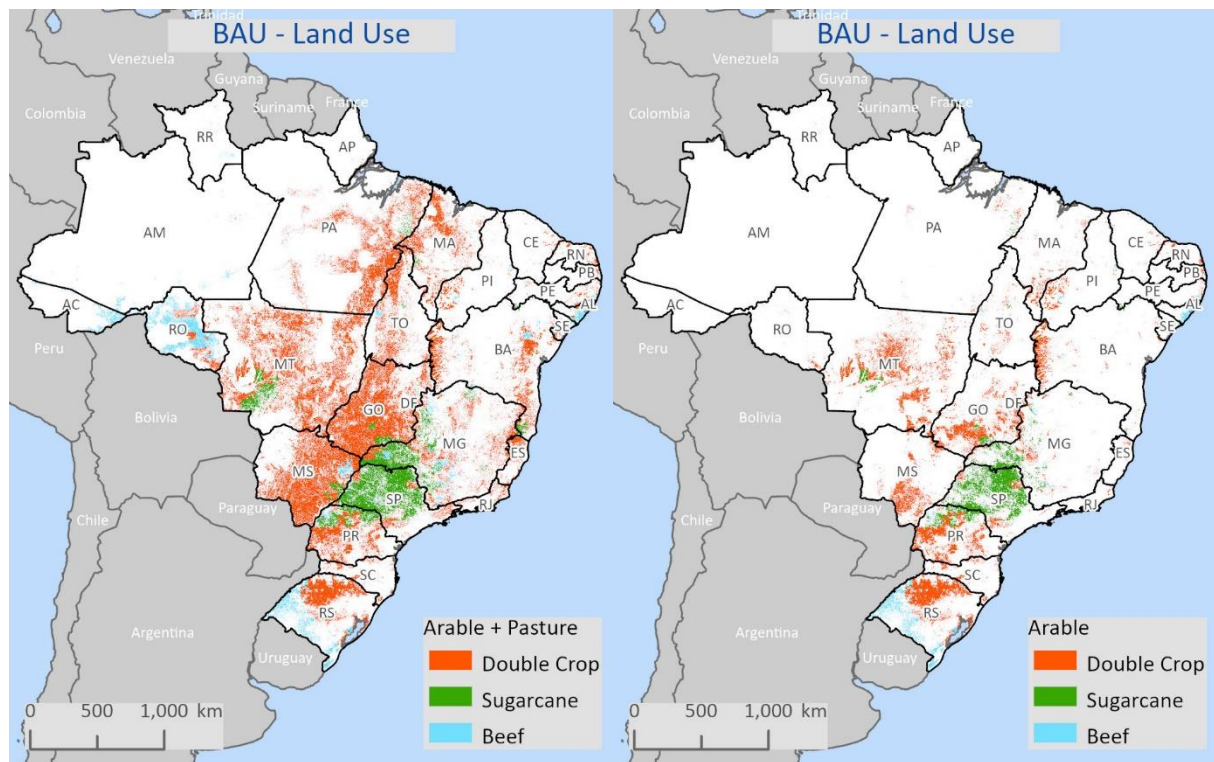 BAU - Land Use
Trinidad
Venezuela
Guyana
Suriname
France
Colombia
RR
AP
AM
PA
MA
CE
RN
PB
PI
PE
AL
SE
AC
RO
TO
BA
Peru
MT
Bolivia
GO
DF
MG
ES
MS
SP
RJ
Paraguay
Chile
PR
SC
RS
Argentina
Uruguay
Arable + Pasture
Double Crop
Sugarcane
Beef
0 500 1,000 km
BAU - Land Use
Trinidad
Venezuela
Guyana
Suriname
France
Colombia
RR
AP
AM
PA
MA
CE
RN
PB
PI
PE
AL
SE
AC
RO
TO
BA
Peru
MT
Bolivia
GO
DF
MG
ES
MS
SP
RJ
Paraguay
Chile
PR
SC
RS
Argentina
Uruguay
Arable
Double Crop
Sugarcane
Beef
0 500 1,000 km